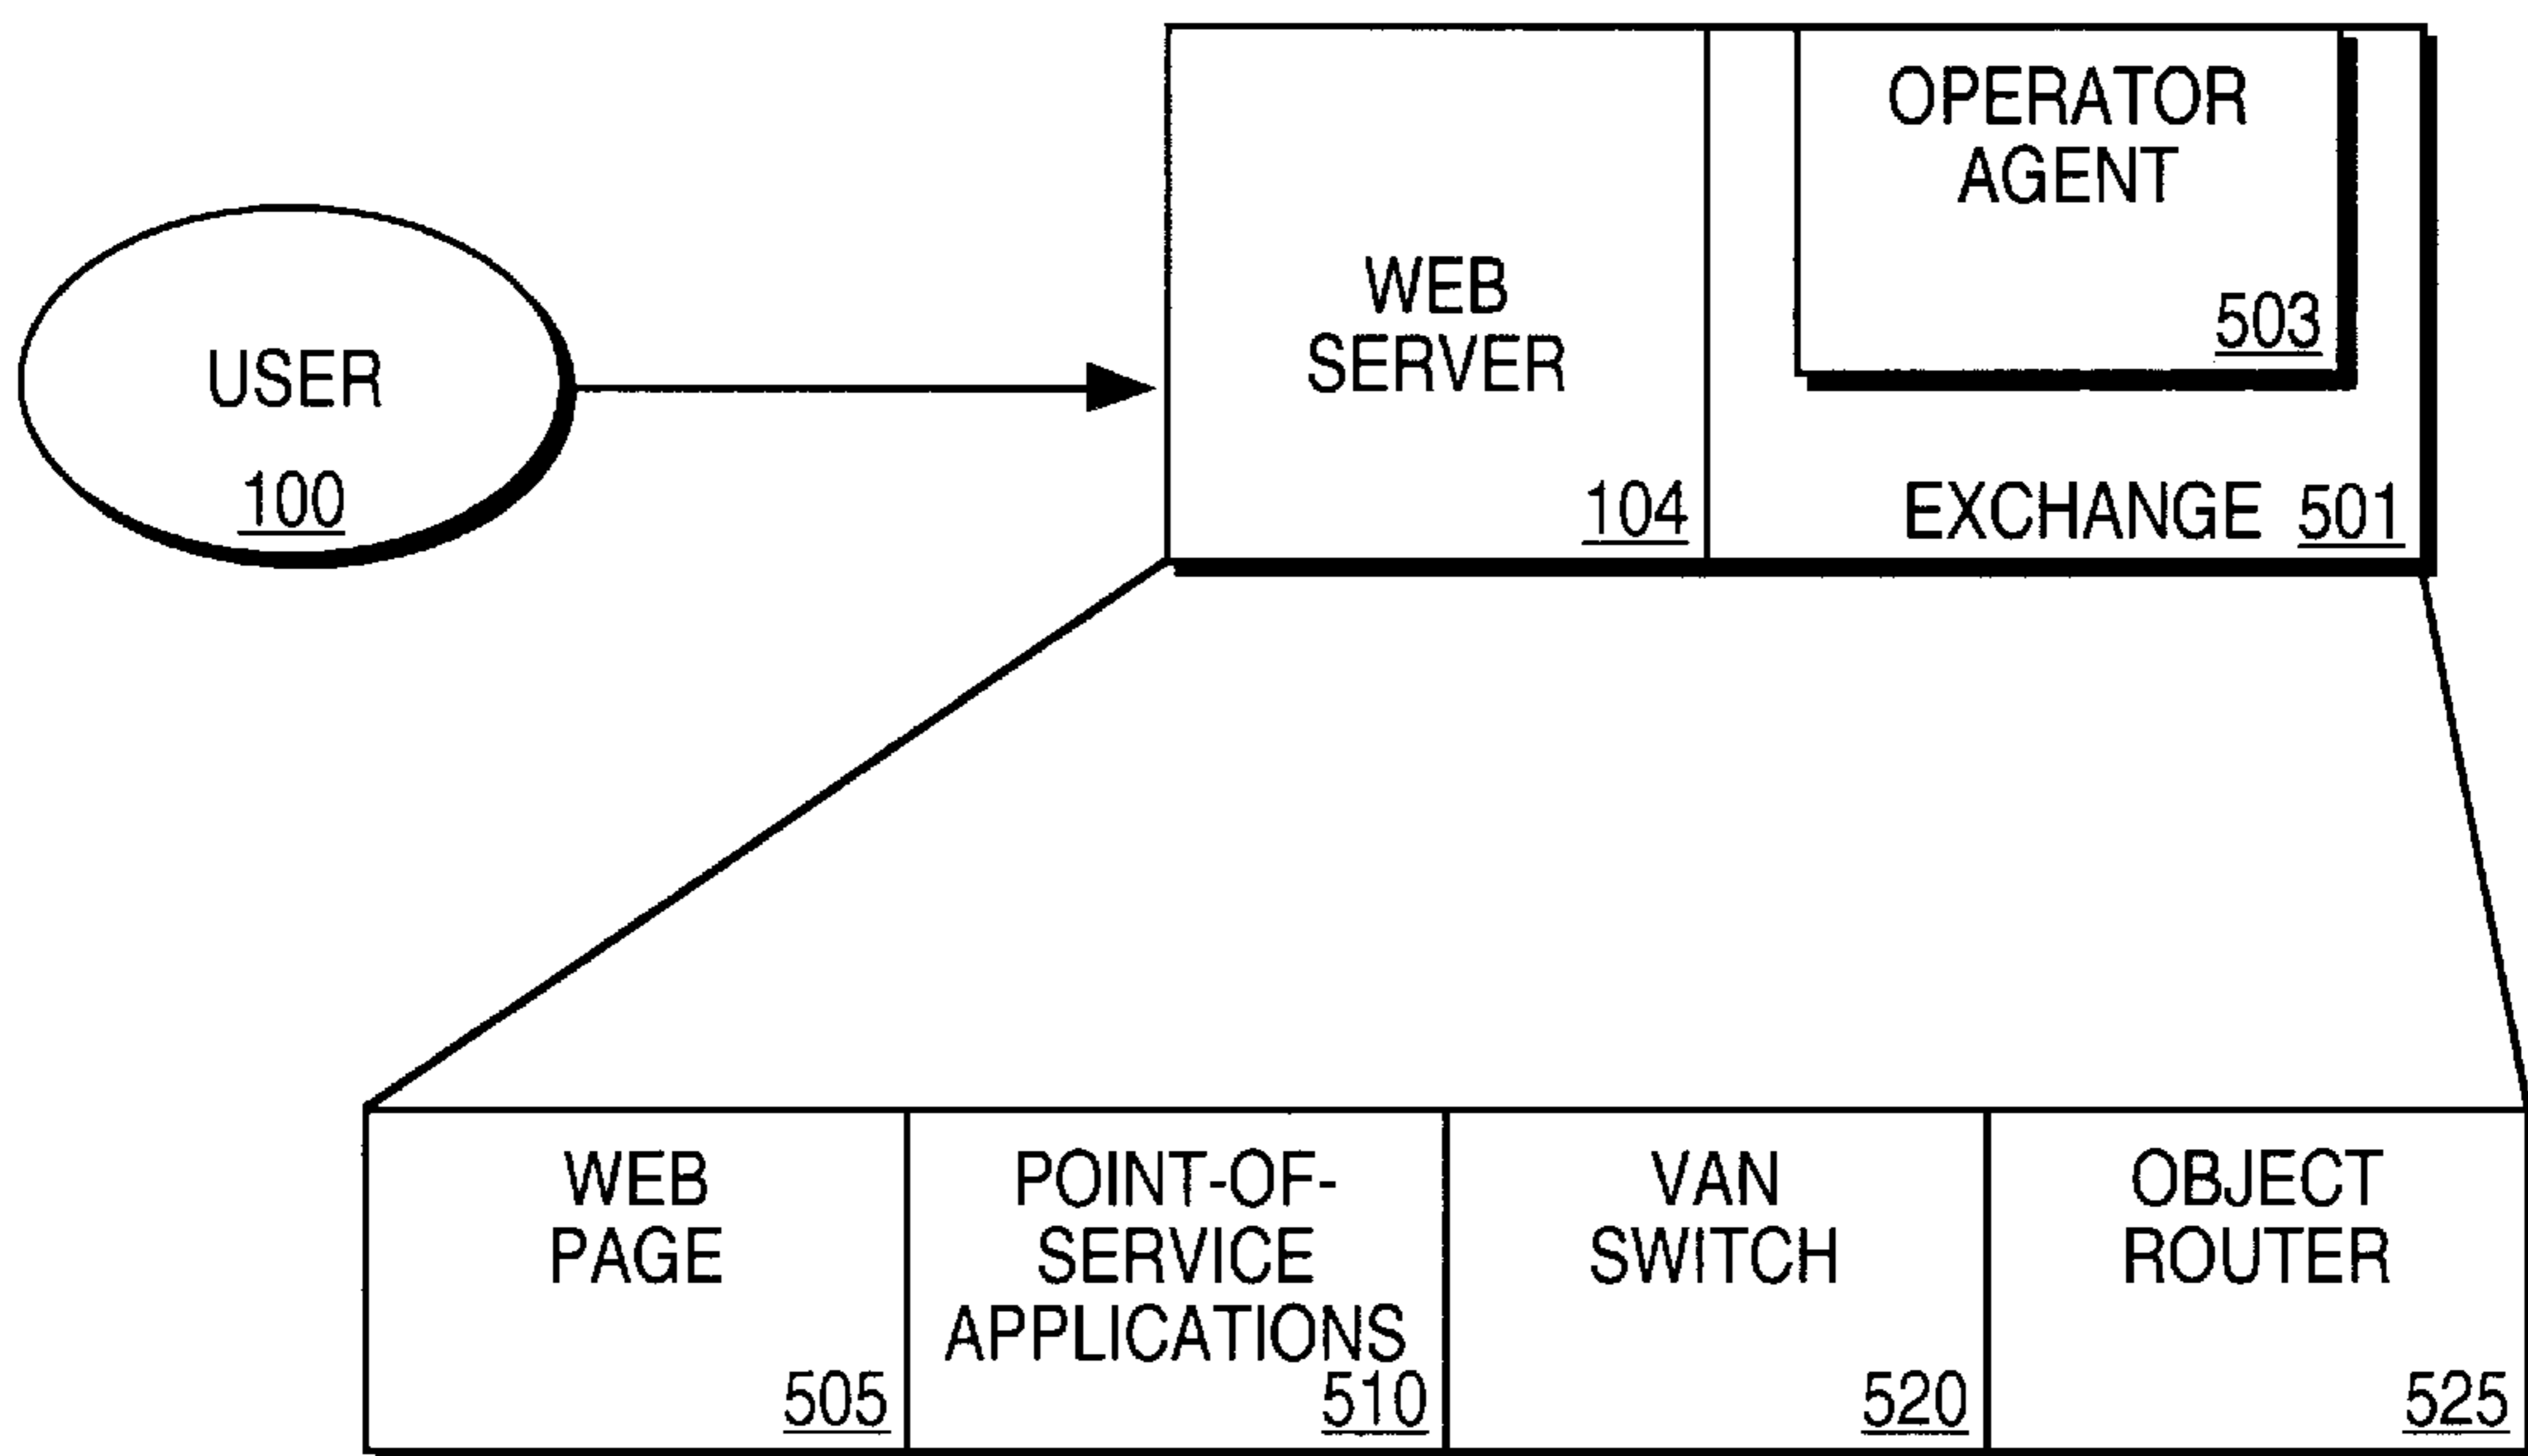 USER
100
WEB
SERVER
104
OPERATOR
AGENT
503
EXCHANGE 501
WEB
PAGE
505
POINT-OF-
SERVICE
APPLICATIONS
510
VAN
SWITCH
520
OBJECT
ROUTER
525